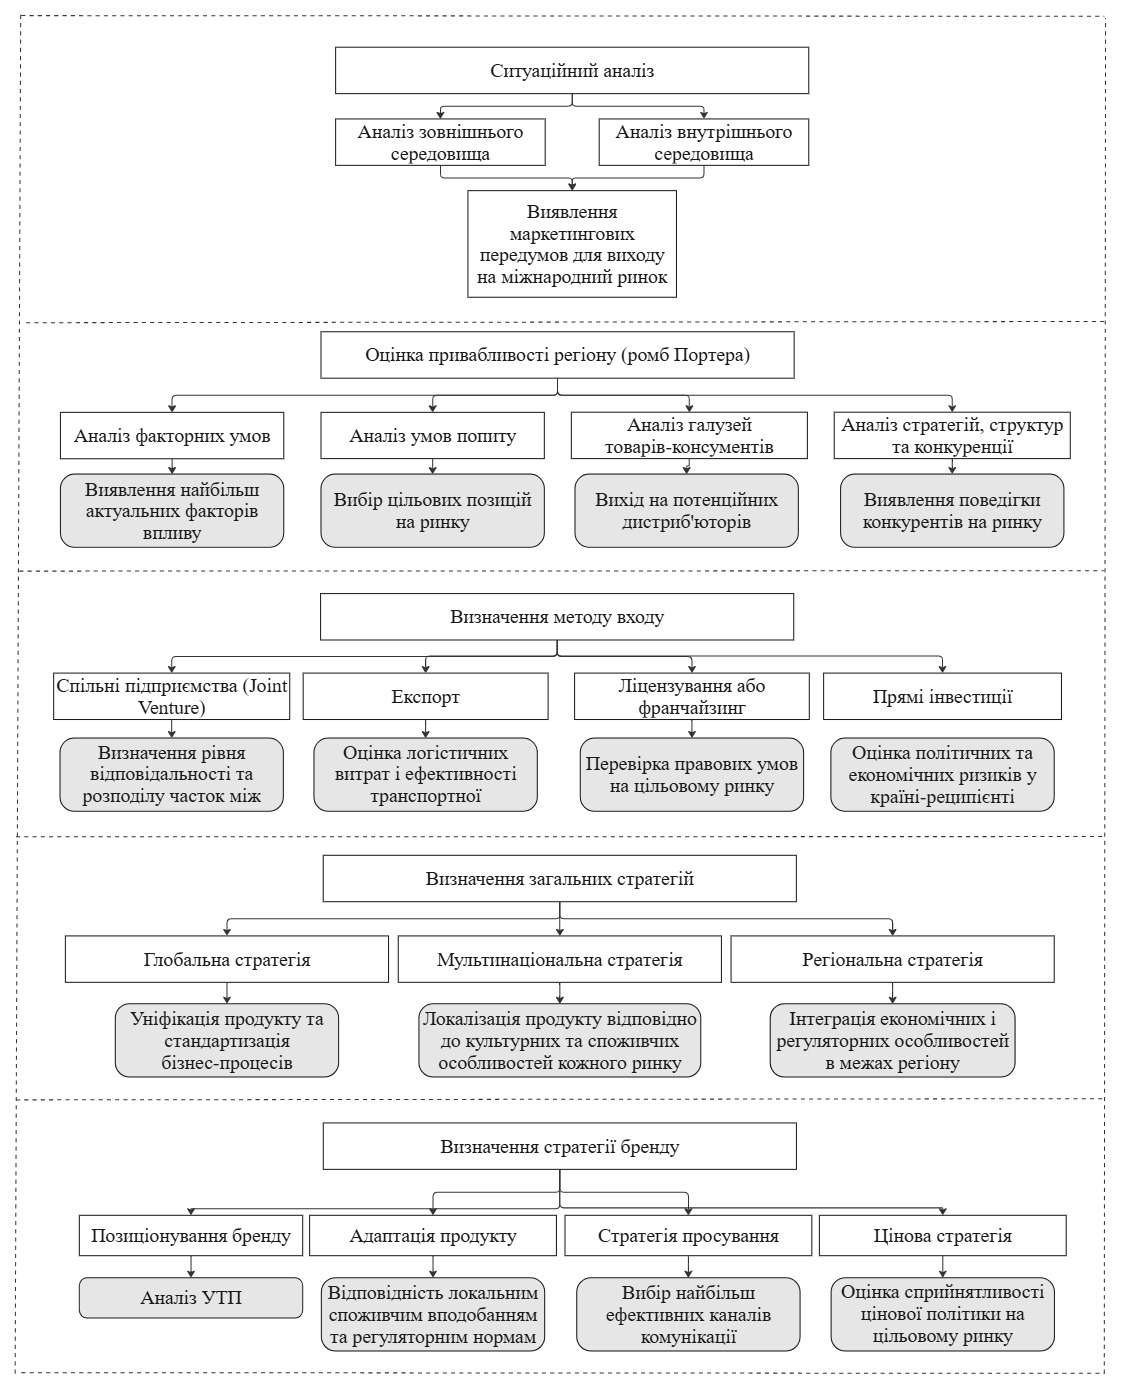 Ситуаційний аналіз
Аналіз зовнішнього
середовища
Аналіз внутрішнього
середовища
Виявлення
маркетингових
передумов для виходу
на міжнародний ринок
Оцінка привабливості регіону (ромб Портера)
Аналіз факторних умов
Аналіз умов попиту
Аналіз галузей
товарів-консументів
Аналіз стратегій, структур
та конкуренції
Виявлення найбільш
актуальних факторів
впливу
Вибір цільових позицій
на ринку
Вихід на потенційних
дистриб'юторів
Виявлення поведігки
конкурентів на ринку
Визначення методу входу
Спільні підприємства (Joint
Venture)
Експорт
Ліцензування або
франчайзинг
Прямі інвестиції
Визначення рівня
відповідальності та
розподілу часток між
Оцінка логістичних
витрат і ефективності
транспортної
Перевірка правових умов
на цільовому ринку
Оцінка політичних та
економічних ризиків у
країні-реципієнті
Визначення загальних стратегій
Глобальна стратегія
Мультинаціональна стратегія
Регіональна стратегія
Уніфікація продукту та
стандартизація
бізнес-процесів
Локалізація продукту відповідно
до культурних та споживчих
особливостей кожного ринку
Інтеграція економічних і
регуляторних особливостей
в межах регіону
Визначення стратегії бренду
Позиціонування бренду
Адаптація продукту
Стратегія просування
Цінова стратегія
Аналіз УТП
Відповідність локальним
споживчим вподобанням
та регуляторним нормам
Вибір найбільш
ефективних каналів
комунікації
Оцінка сприйнятливості
цінової політики на
цільовому ринку